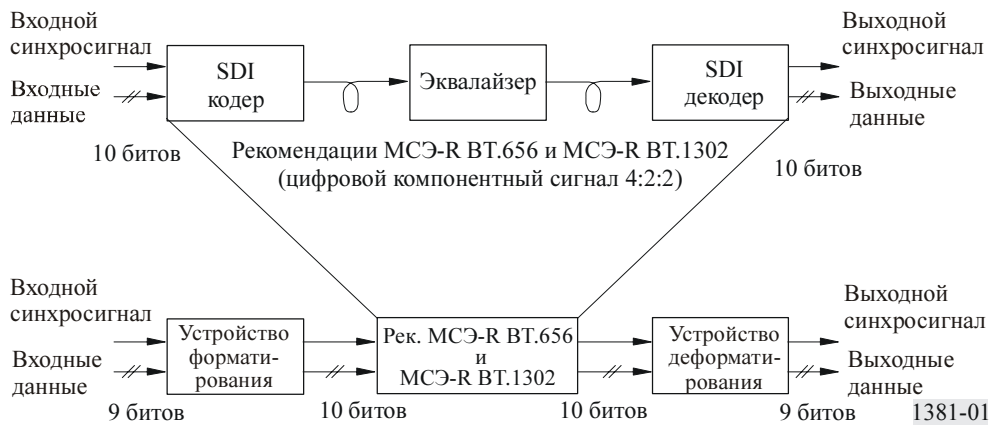 Входной
синхросигнал
Входные
данные
10 битов
SDI
кодер
Эквалайзер
SDI
декодер
Выходной
синхросигнал
Выходные
данные
10 битов
Рекомендации МСЭ-R BT.656 и МСЭ-R BT.1302
(цифровой компонентный сигнал 4:2:2)
Входной
синхросигнал
Входные
данные
9 битов
Устройство
формати-
рования
10 битов
Рек. МСЭ-R BT.656
и
МСЭ-R BT.1302
10 битов
Устройство
деформати-
рования
9 битов
Выходной
синхросигнал
Выходные
данные
1381-01